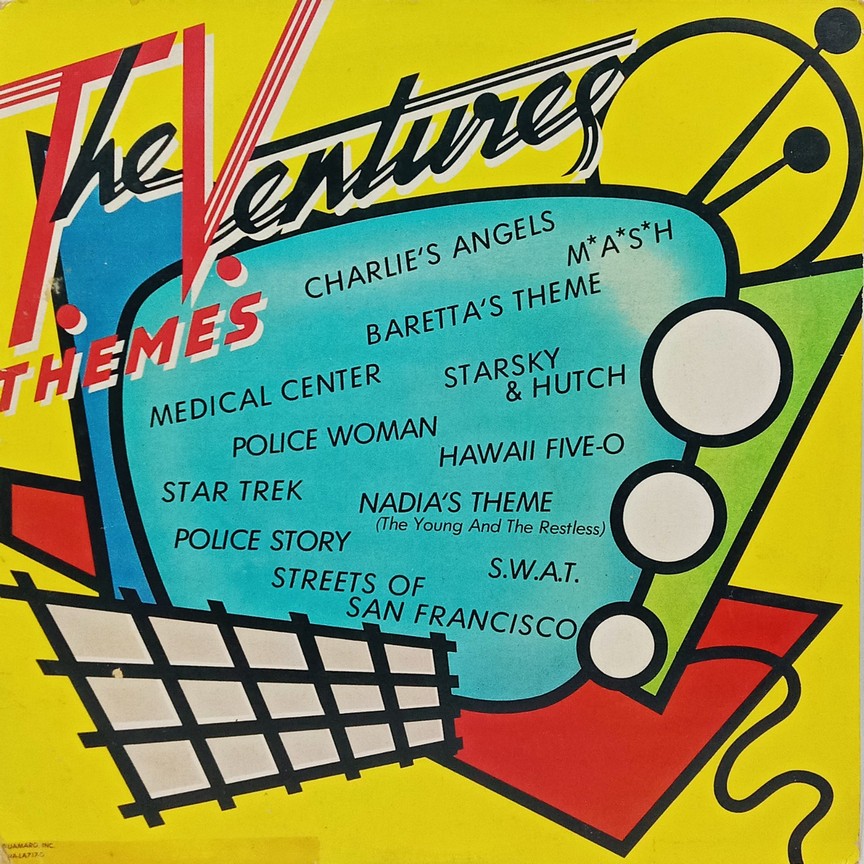 The Ventures
T.V.
THEMES
CHARLIE'S ANGELS
M*A*S*H
BARETTA'S THEME
MEDICAL CENTER
STARSKY
& HUTCH
POLICE WOMAN
HAWAII FIVE-O
STAR TREK
NADIA'S THEME
(The Young And The Restless)
POLICE STORY
S.W.A.T.
STREETS OF
SAN FRANCISCO
INC.